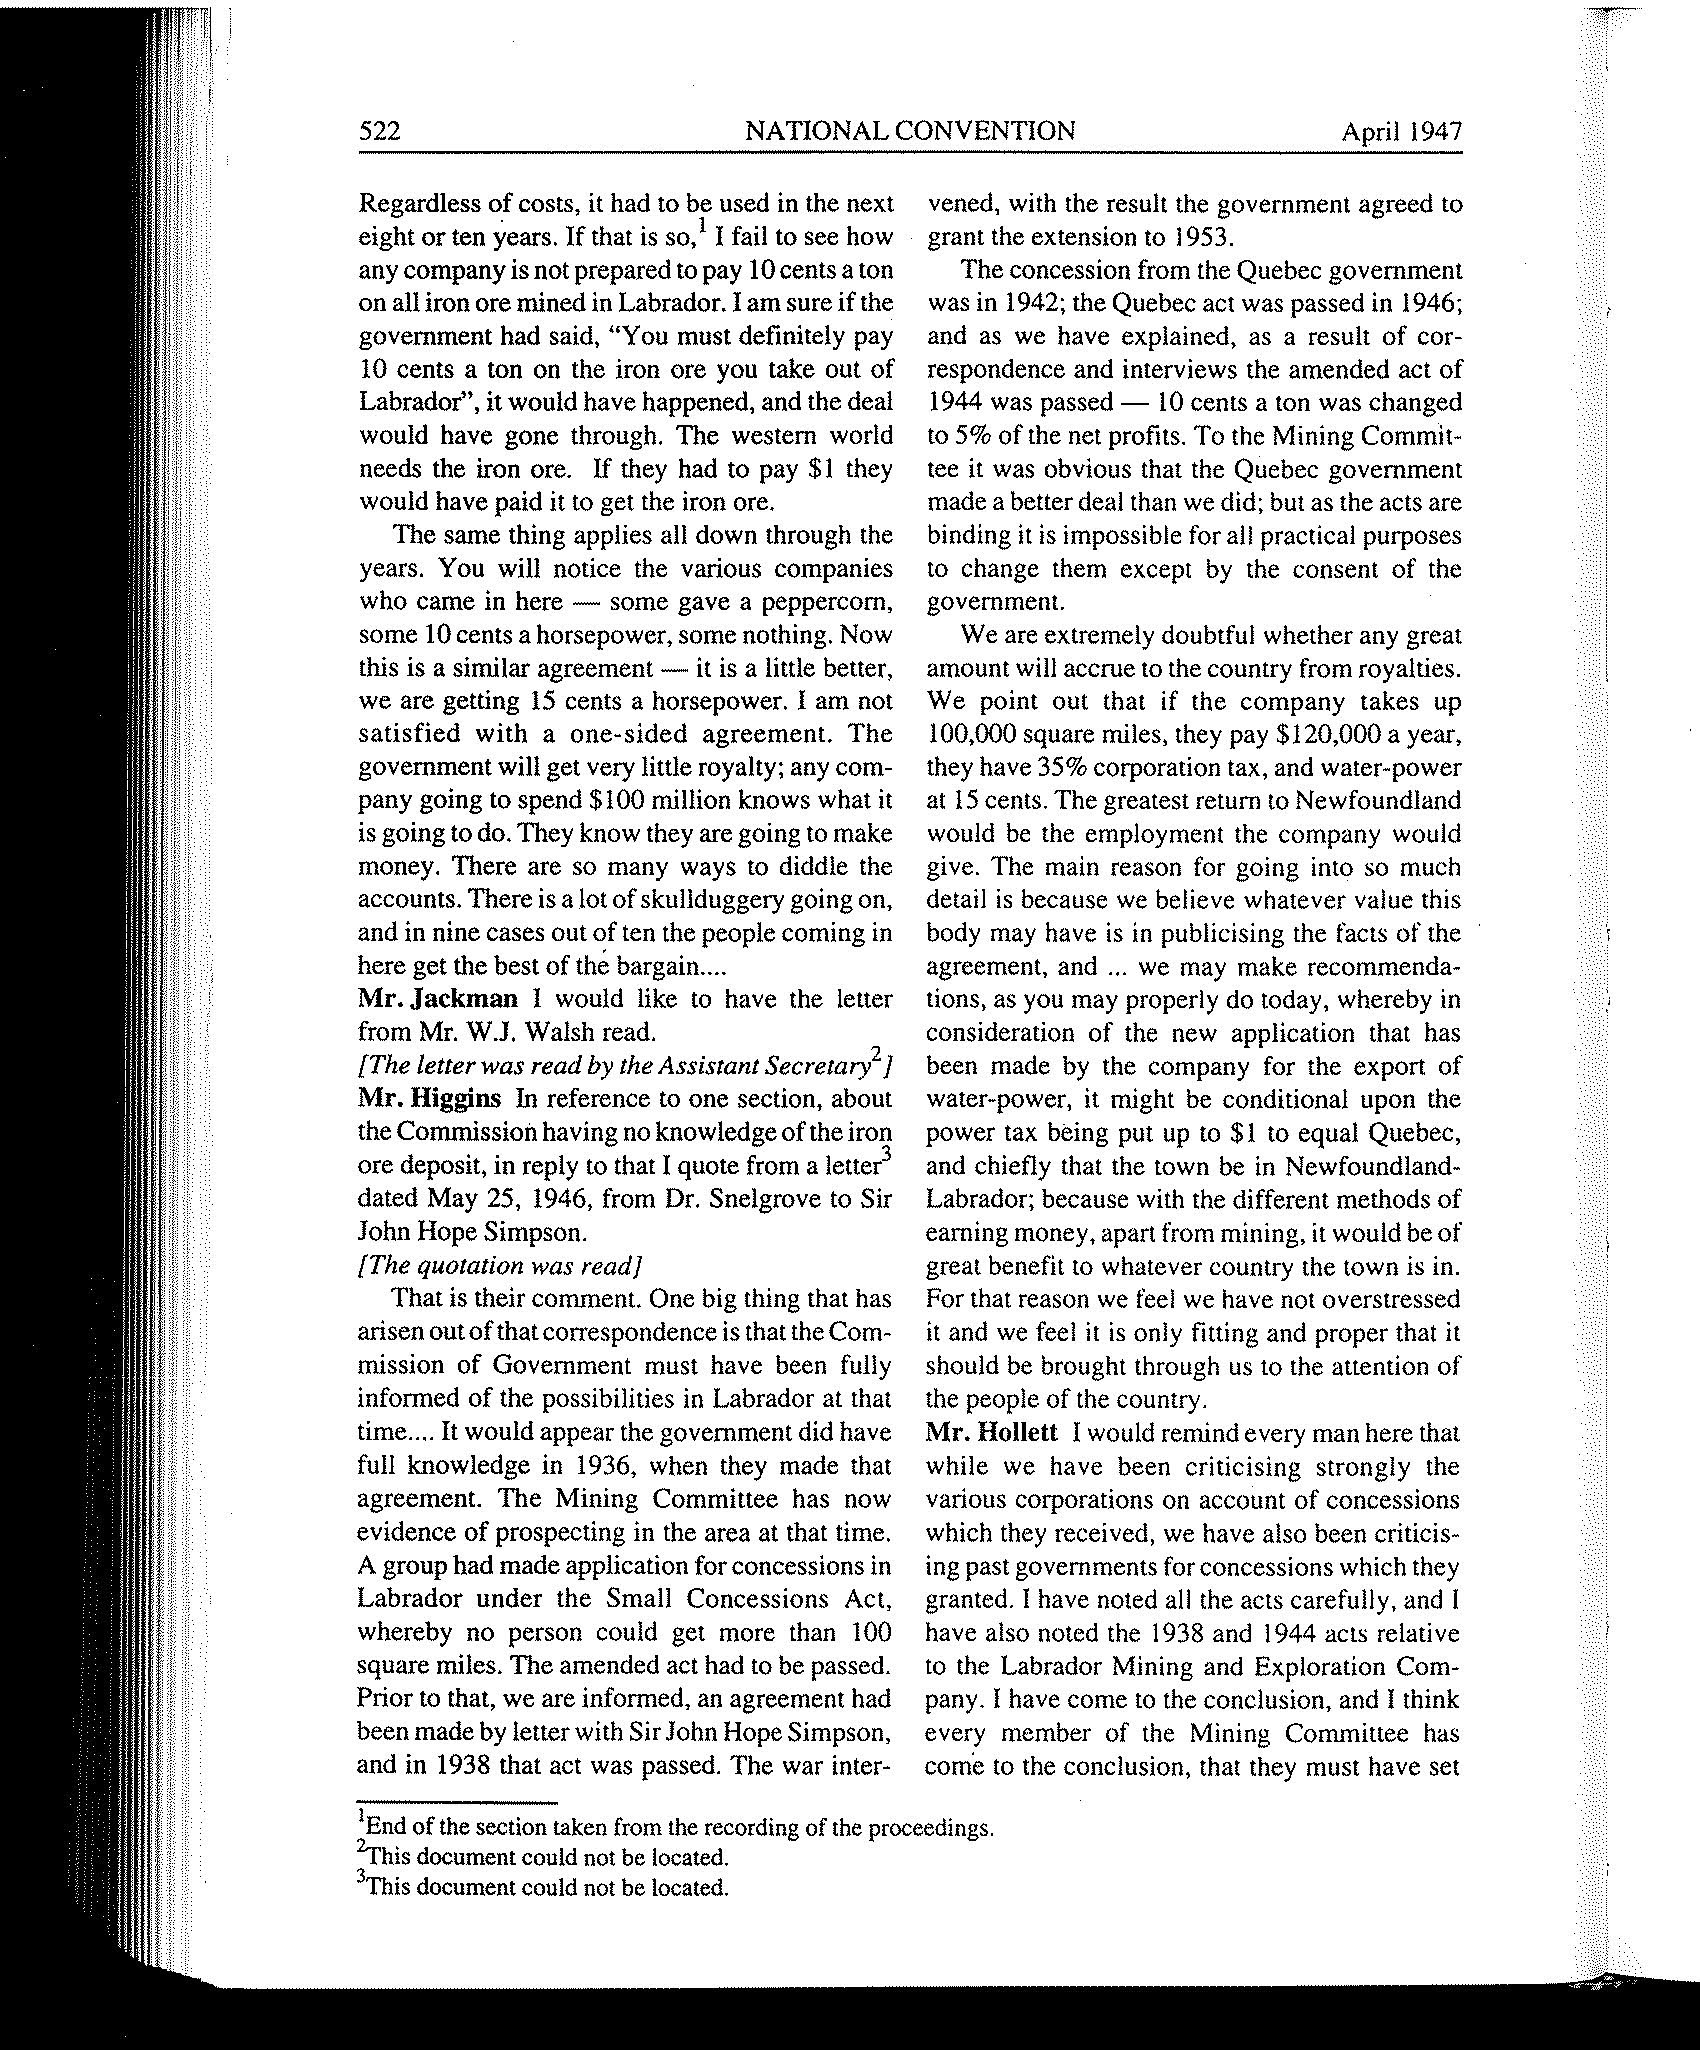 522 NATIONAL CONVENTION April 1947
Regardless of costs, it had to be used in the next
eight or ten years. If that is so,1 I fail to see how
any company is not prepared to pay 10 cents a ton
on all iron ore mined in Labrador. I am sure if the
government had said, "You must definitely pay
10 cents a ton on the iron ore you take out of
Labrador", it would have happened, and the deal
would have gone through. The western world
needs the iron ore. If they had to pay $1 they
would have paid it to get the iron ore.
The same thing applies all down through the
years. You will notice the various companies
who came in here — some gave a peppercorn,
some 10 cents a horsepower, some nothing. Now
this is a similar agreement — it is a little better,
we are getting 15 cents a horsepower. I am not
satisfied with a one-sided agreement. The
government will get very little royalty; any com-
pany going to spend $100 million knows what it
is going to do. They know they are going to make
money. There are so many ways to diddle the
accounts. There is a lot of skullduggery going on,
and in nine cases out of ten the people coming in
here get the best of the bargain....
Mr. Jackman I would like to have the letter
from Mr. W.J. Walsh read.
[The letter was read by the Assistant Secretary2]
Mr. Higgins In reference to one section, about
the Commission having no knowledge of the iron
ore deposit, in reply to that I quote from a letter3
dated May 25, 1946, from Dr. Snelgrove to Sir
John Hope Simpson.
[The quotation was read]
That is their comment. One big thing that has
arisen out of that correspondence is that the Com-
mission of Government must have been fully
informed of the possibilities in Labrador at that
time.... It would appear the government did have
full knowledge in 1936, when they made that
agreement. The Mining Committee has now
evidence of prospecting in the area at that time.
A group had made application for concessions in
Labrador under the Small Concessions Act,
whereby no person could get more than 100
square miles. The amended act had to be passed.
Prior to that, we are informed, an agreement had
been made by letter with Sir John Hope Simpson,
and in 1938 that act was passed. The war inter-
vened, with the result the government agreed to
grant the extension to 1953.
The concession from the Quebec government
was in 1942; the Quebec act was passed in 1946;
and as we have explained, as a result of cor-
respondence and interviews the amended act of
1944 was passed — 10 cents a ton was changed
to 5% of the net profits. To the Mining Commit-
tee it was obvious that the Quebec government
made a better deal than we did; but as the acts are
binding it is impossible for all practical purposes
to change them except by the consent of the
government.
We are extremely doubtful whether any great
amount will accrue to the country from royalties.
We point out that if the company takes up
100,000 square miles, they pay $120,000 a year,
they have 35% corporation tax, and water-power
at 15 cents. The greatest return to Newfoundland
would be the employment the company would
give. The main reason for going into so much
detail is because we believe whatever value this
body may have is in publicising the facts of the
agreement, and ... we may make recommenda-
tions, as you may properly do today, whereby in
consideration of the new application that has
been made by the company for the export of
water-power, it might be conditional upon the
power tax being put up to $1 to equal Quebec,
and chiefly that the town be in Newfoundland-
Labrador; because with the different methods of
earning money, apart from mining, it would be of
great benefit to whatever country the town is in.
For that reason we feel we have not overstressed
it and we feel it is only fitting and proper that it
should be brought through us to the attention of
the people of the country.
Mr. Hollett I would remind every man here that
while we have been criticising strongly the
various corporations on account of concessions
which they received, we have also been criticis-
ing past governments for concessions which they
granted. I have noted all the acts carefully, and I
have also noted the 1938 and 1944 acts relative
to the Labrador Mining and Exploration Com-
pany. I have come to the conclusion, and I think
every member of the Mining Committee has
come to the conclusion, that they must have set
1End of the section taken from the recording of the proceedings.
2This document could not be located.
3This document could not be located.